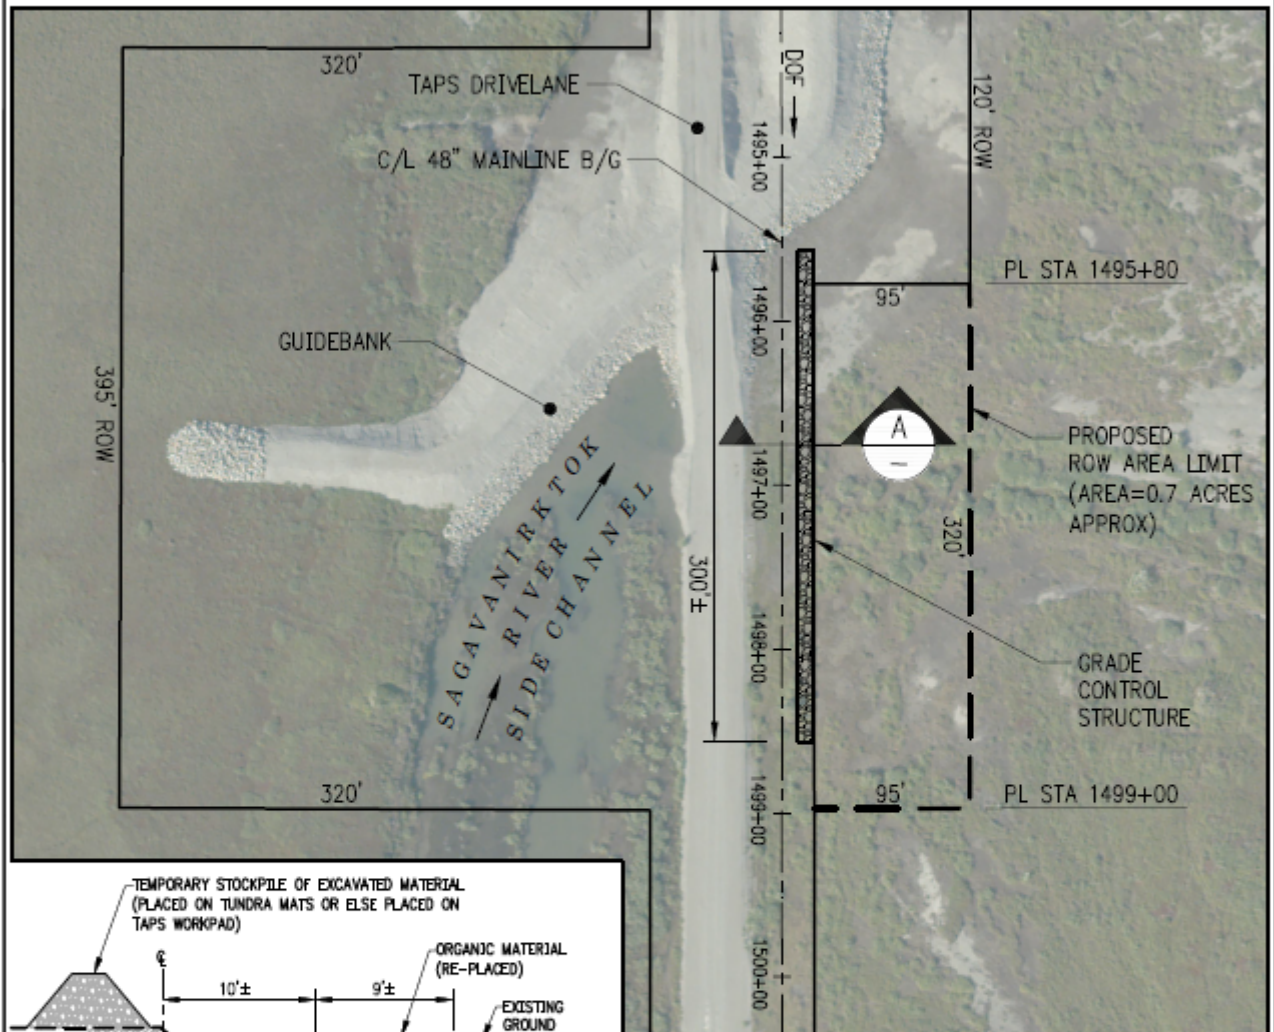 320'
TAPS DRIVELANE
DOF
120' ROW
C/L 48" MAINLINE B/G
1495+00
PL STA 1495+80
95'
1496+00
GUIDEBANK
395' ROW
A
PROPOSED
ROW AREA LIMIT
(AREA=0.7 ACRES
APPROX)
1497+00
320'
SAGAVANIRKTOK
RIVER
SIDE CHANNEL
300'±
1498+00
GRADE
CONTROL
STRUCTURE
320'
1499+00
95'
PL STA 1499+00
1500+00
TEMPORARY STOCKPILE OF EXCAVATED MATERIAL
(PLACED ON TUNDRA MATS OR ELSE PLACED ON
TAPS WORKPAD)
℄
ORGANIC MATERIAL
(RE-PLACED)
10'±
9'±
EXISTING
GROUND